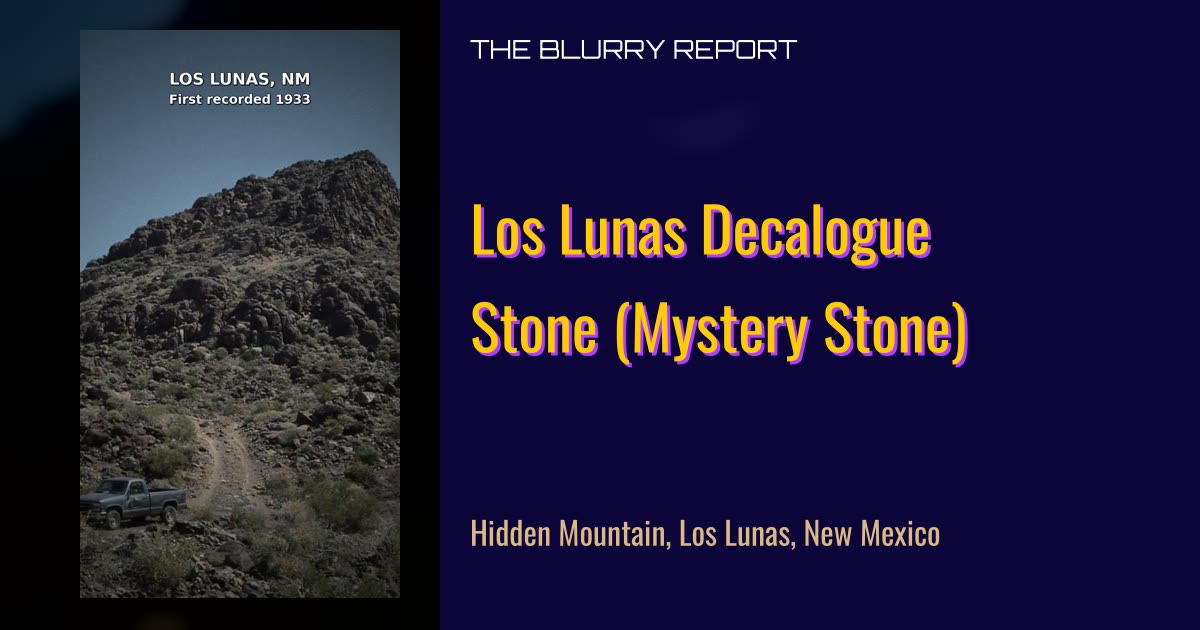 LOS LUNAS, NM
First recorded 1933
THE BLURRY REPORT
Los Lunas Decalogue
Stone (Mystery Stone)
Hidden Mountain, Los Lunas, New Mexico